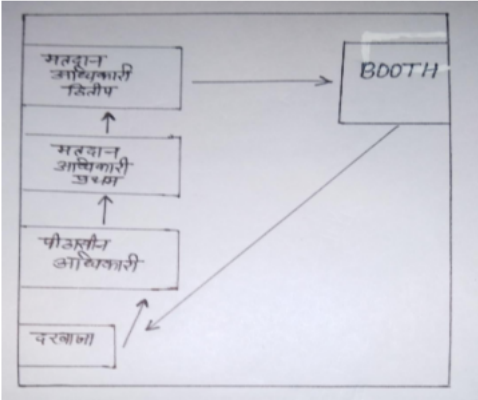 मतदान
अधिकारी
द्वितीय
BOOTH
मतदान
अधिकारी
प्रथम
पीठासीन
अधिकारी
दरवाजा